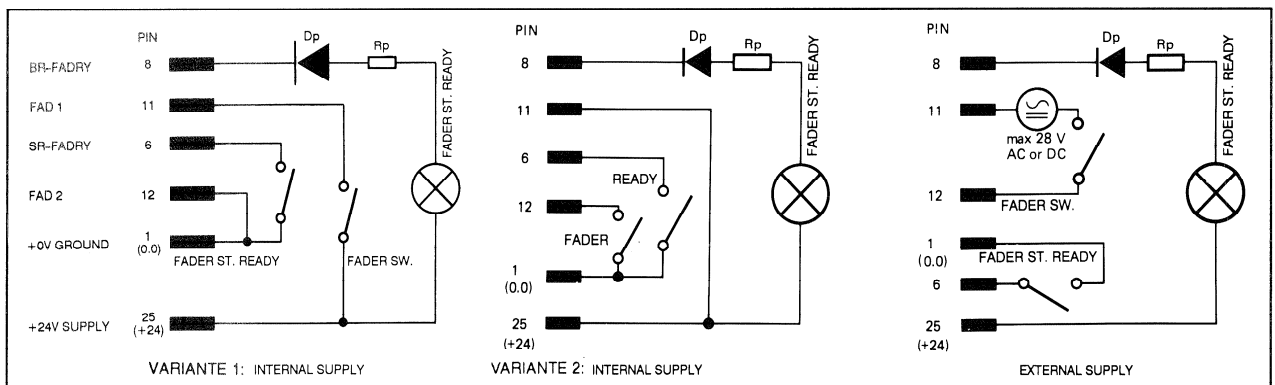 PIN
Dp
Rp
BR-FADRY 8
FAD 1 11
SR-FADRY 6
FAD 2 12
+0V GROUND 1
(0.0)
FADER ST. READY
FADER SW.
FADER ST. READY
+24V SUPPLY 25
(+24)
VARIANTE 1: INTERNAL SUPPLY
PIN
Dp
Rp
8
11
6
READY
12
FADER
1
(0.0)
25
(+24)
FADER ST. READY
VARIANTE 2: INTERNAL SUPPLY
PIN
Dp
Rp
8
11
max 28 V
AC or DC
12
FADER SW.
1
(0.0)
FADER ST. READY
6
25
(+24)
FADER ST. READY
EXTERNAL SUPPLY